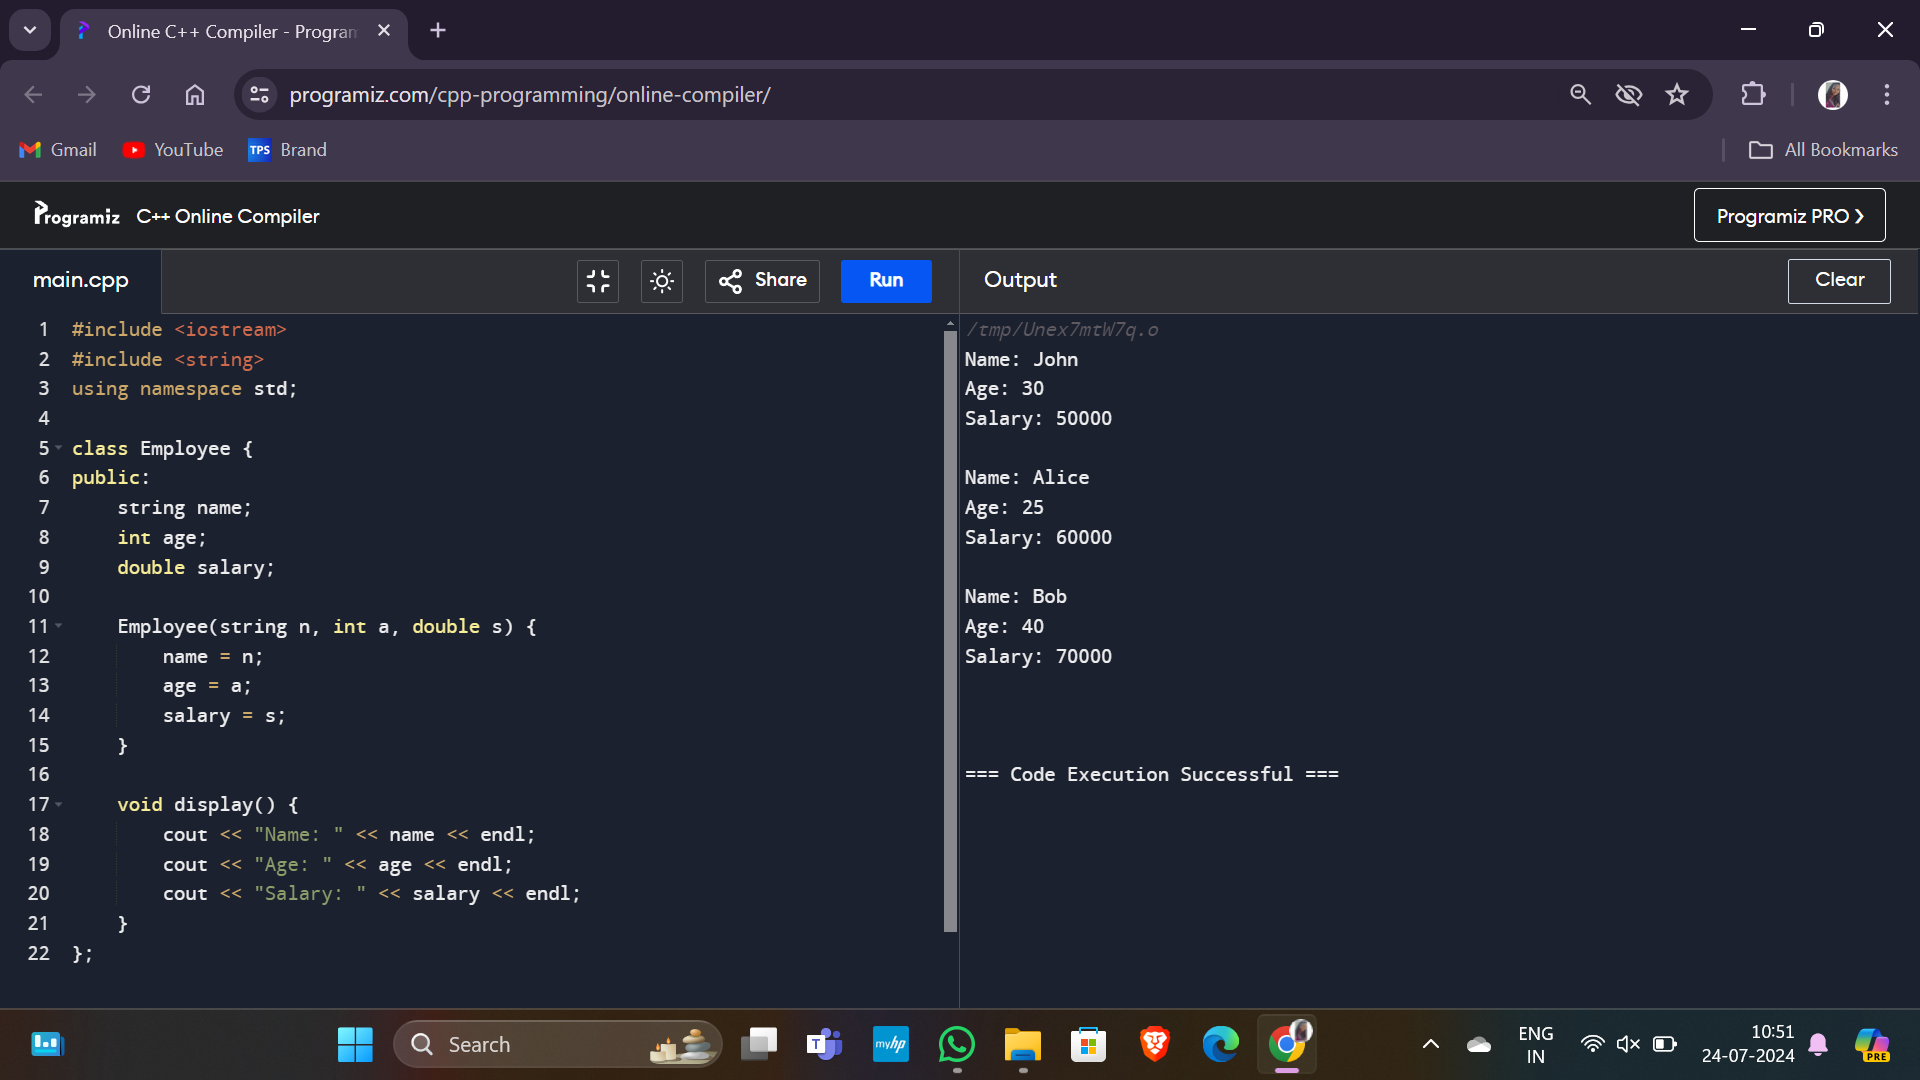 Online C++ Compiler - Program
programiz.com/cpp-programming/online-compiler/
Gmail
YouTube
TPS
Brand
All Bookmarks
Programiz
C++ Online Compiler
Programiz PRO ❯
main.cpp
Share
Run
Output
Clear
1 #include <iostream>
2 #include <string>
3 using namespace std;
4
5 class Employee {
6 public:
7     string name;
8     int age;
9     double salary;
10
11     Employee(string n, int a, double s) {
12         name = n;
13         age = a;
14         salary = s;
15     }
16
17     void display() {
18         cout << "Name: " << name << endl;
19         cout << "Age: " << age << endl;
20         cout << "Salary: " << salary << endl;
21     }
22 };
/tmp/Unex7mtW7q.o
Name: John
Age: 30
Salary: 50000
Name: Alice
Age: 25
Salary: 60000
Name: Bob
Age: 40
Salary: 70000
=== Code Execution Successful ===
Search
T
myhp
ENG
IN
10:51
24-07-2024
PRE